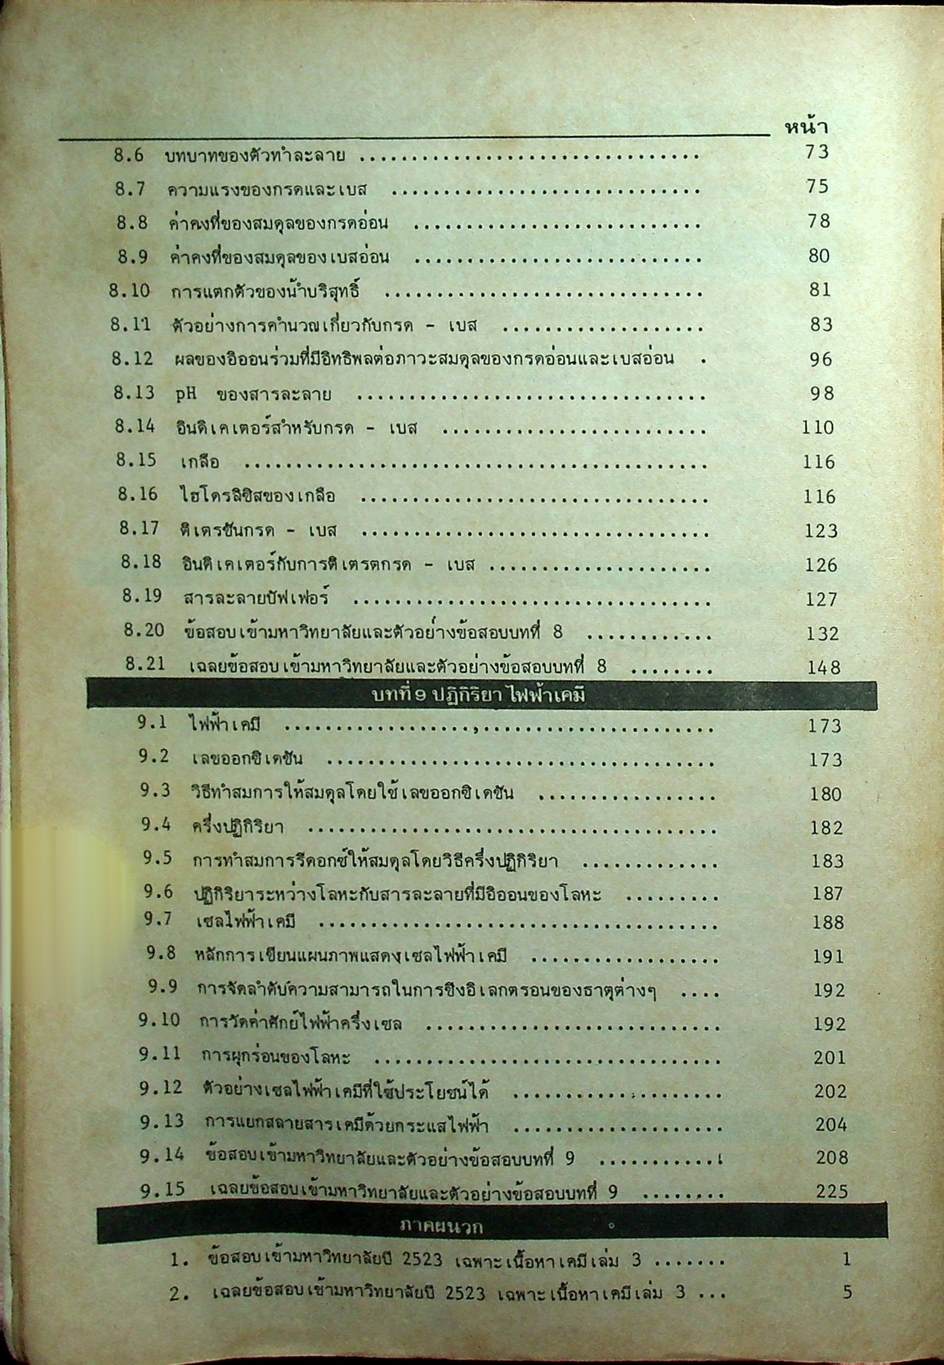 หน้า
8.6 บทบาทของตัวทำละลาย ................................. 73
8.7 ความแรงของกรดและเบส .............................. 75
8.8 ค่าคงที่ของสมดุลของกรดอ่อน ............................ 78
8.9 ค่าคงที่ของสมดุลของเบสอ่อน ............................ 80
8.10 การแตกตัวของน้ำบริสุทธิ์ ............................... 81
8.11 ตัวอย่างการคำนวณเกี่ยวกับกรด - เบส .................... 83
8.12 ผลของอิออนร่วมที่มีอิทธิพลต่อภาวะสมดุลของกรดอ่อนและเบสอ่อน . 96
8.13 pH ของสารละลาย .................................. 98
8.14 อินดิเคเตอร์สำหรับกรด - เบส .......................... 110
8.15 เกลือ ............................................. 116
8.16 ไฮโดรลิซิสของเกลือ .................................. 116
8.17 ติเตรชันกรด - เบส .................................. 123
8.18 อินดิเคเตอร์กับการติเตรตกรด - เบส ...................... 126
8.19 สารละลายบัฟเฟอร์ ................................... 127
8.20 ข้อสอบเข้ามหาวิทยาลัยและตัวอย่างข้อสอบบทที่ 8 ............ 132
8.21 เฉลยข้อสอบเข้ามหาวิทยาลัยและตัวอย่างข้อสอบบทที่ 8 ........ 148
บทที่ 9 ปฏิกิริยาไฟฟ้าเคมี
9.1 ไฟฟ้าเคมี .......................................... 173
9.2 เลขออกซิเดชัน ...................................... 173
9.3 วิธีทำสมการให้สมดุลโดยใช้เลขออกซิเดชัน ................. 180
9.4 ครึ่งปฏิกิริยา ........................................ 182
9.5 การทำสมการรีดอกซ์ให้สมดุลโดยวิธีครึ่งปฏิกิริยา ............. 183
9.6 ปฏิกิริยาระหว่างโลหะกับสารละลายที่มีอิออนของโลหะ ......... 187
9.7 เซลไฟฟ้าเคมี ....................................... 188
9.8 หลักการเขียนแผนภาพแสดงเซลไฟฟ้าเคมี .................. 191
9.9 การจัดลำดับความสามารถในการชิงอิเลกตรอนของธาตุต่างๆ .... 192
9.10 การวัดค่าศักย์ไฟฟ้าครึ่งเซล ............................. 192
9.11 การผุกร่อนของโลหะ .................................. 201
9.12 ตัวอย่างเซลไฟฟ้าเคมีที่ใช้ประโยชน์ได้ ..................... 202
9.13 การแยกสลายสารเคมีด้วยกระแสไฟฟ้า ..................... 204
9.14 ข้อสอบเข้ามหาวิทยาลัยและตัวอย่างข้อสอบบทที่ 9 ............ 208
9.15 เฉลยข้อสอบเข้ามหาวิทยาลัยและตัวอย่างข้อสอบบทที่ 9 ........ 225
ภาคผนวก
1. ข้อสอบเข้ามหาวิทยาลัยปี 2523 เฉพาะเนื้อหาเคมีเล่ม 3 ....... 1
2. เฉลยข้อสอบเข้ามหาวิทยาลัยปี 2523 เฉพาะเนื้อหาเคมีเล่ม 3 ... 5